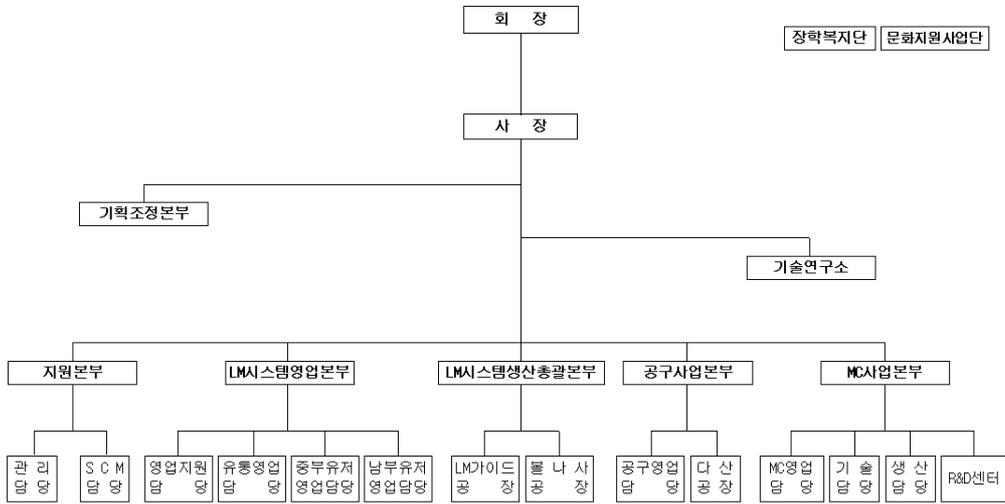 회 장
장학복지단 문화지원사업단
사 장
기획조정본부
기술연구소
지원본부 LM시스템영업본부 LM시스템생산총괄본부 공구사업본부 MC사업본부
관 리 S C M 영업지원 유통영업 중부유저 남부유저 LM가이드 볼 나 사 공구영업 다 산 MC영업 기 술 생 산 R&D센터
담 당 담 당 담 당 담 당 영업담당 영업담당 공 장 공 장 담 당 공 장 담 당 담 당 담 당